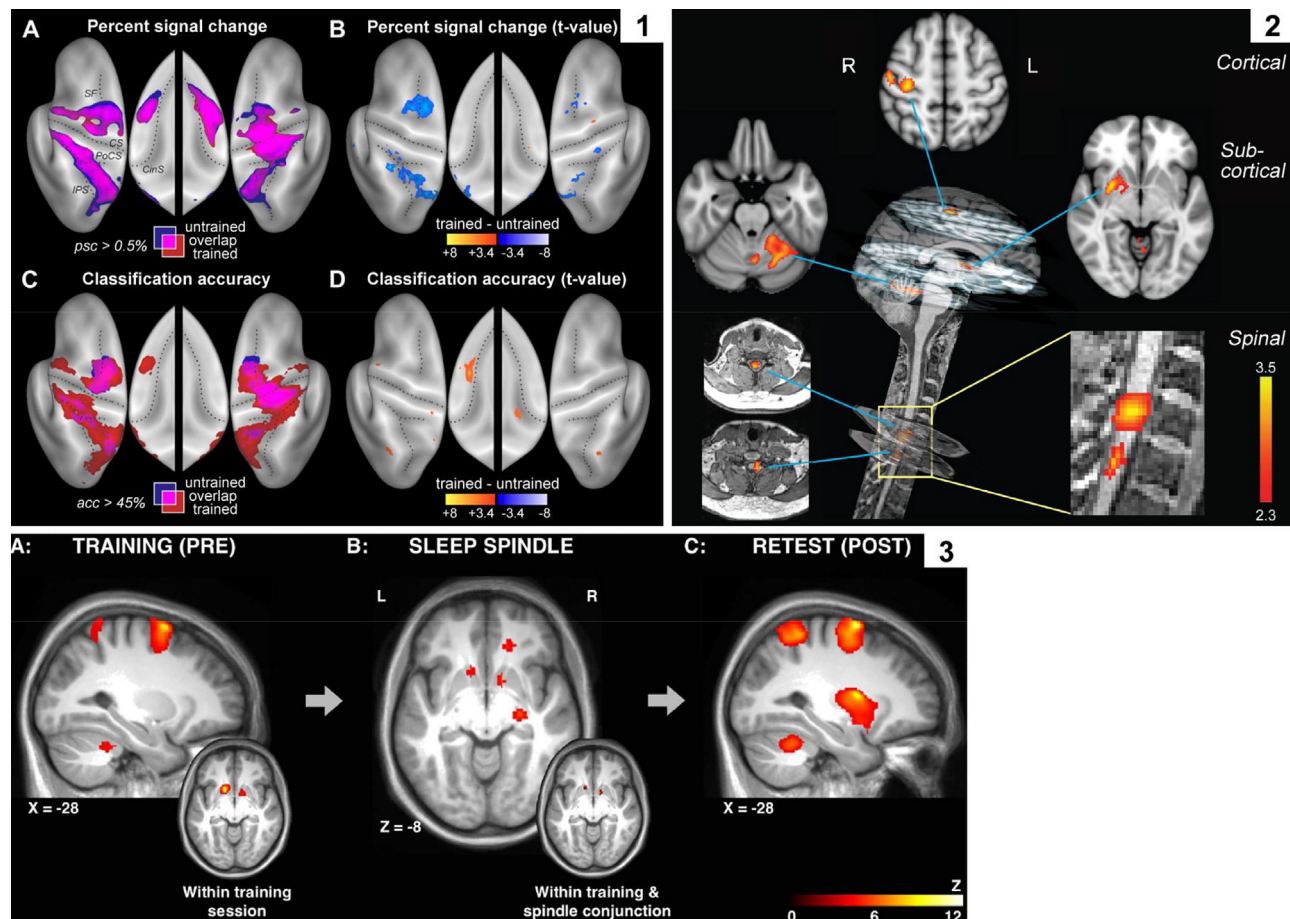 1
A
Percent signal change
SF
CS
PoCS
IPS
CinS
psc > 0.5%
untrained
overlap
trained
B
Percent signal change (t-value)
trained - untrained
+8 +3.4 -3.4 -8
C
Classification accuracy
acc > 45%
untrained
overlap
trained
D
Classification accuracy (t-value)
trained - untrained
+8 +3.4 -3.4 -8
2
R L
Cortical
Sub-
cortical
Spinal
3.5
2.3
3
A: TRAINING (PRE)
X = -28
Within training
session
B: SLEEP SPINDLE
L R
Z = -8
Within training &
spindle conjunction
C: RETEST (POST)
X = -28
Z
0 6 12